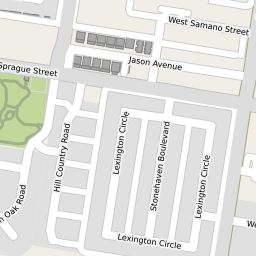 West Samano Street
Jason Avenue
Sprague Street
Lexington Circle
Stonehaven Boulevard
Lexington Circle
Hill Country Road
Oak Road
Lexington Circle